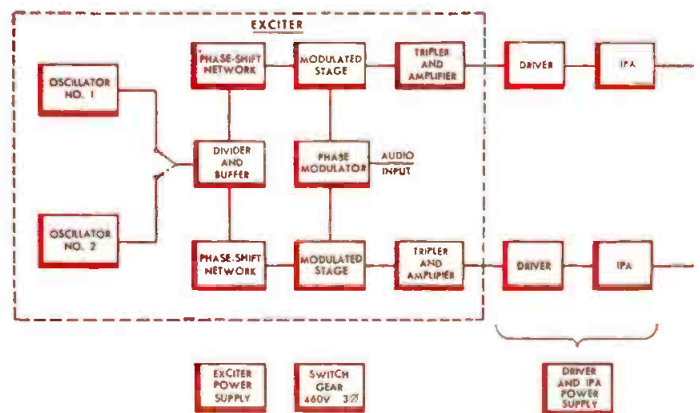 EXCITER
OSCILLATOR
NO. 1
PHASE-SHIFT
NETWORK
MODULATED
STAGE
TRIPLER
AND
AMPLIFIER
DRIVER
IPA
DIVIDER
AND
BUFFER
PHASE
MODULATOR
AUDIO
INPUT
OSCILLATOR
NO. 2
PHASE-SHIFT
NETWORK
MODULATED
STAGE
TRIPLER
AND
AMPLIFIER
DRIVER
IPA
EXCITER
POWER
SUPPLY
SWITCH
GEAR
460V 3Ø
DRIVER
AND IPA
POWER
SUPPLY